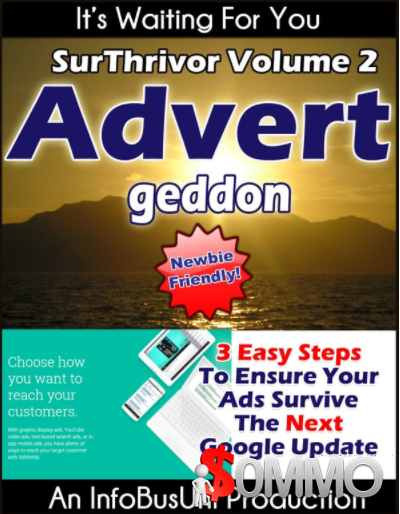 It's Waiting For You
SurThrivor Volume 2
Advert
geddon
Newbie
Friendly!
Choose how
you want to
reach your
customers.
With graphic display ads, YouTube
video ads, text-based search ads, or in-
app mobile ads, you have plenty of
ways to reach your target customer
with AdWords.
3 Easy Steps
To Ensure Your
Ads Survive
The Next
Google Update
$OMMO
An InfoBusUni Production